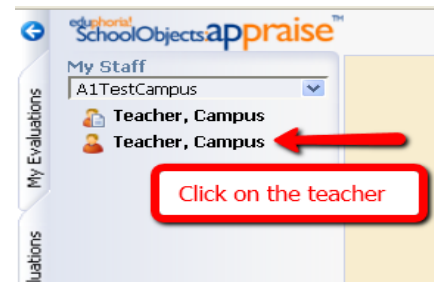 eduphoria!
SchoolObjects:appraise™
My Staff
A1TestCampus
Teacher, Campus
Teacher, Campus
Click on the teacher
My Evaluations
luations